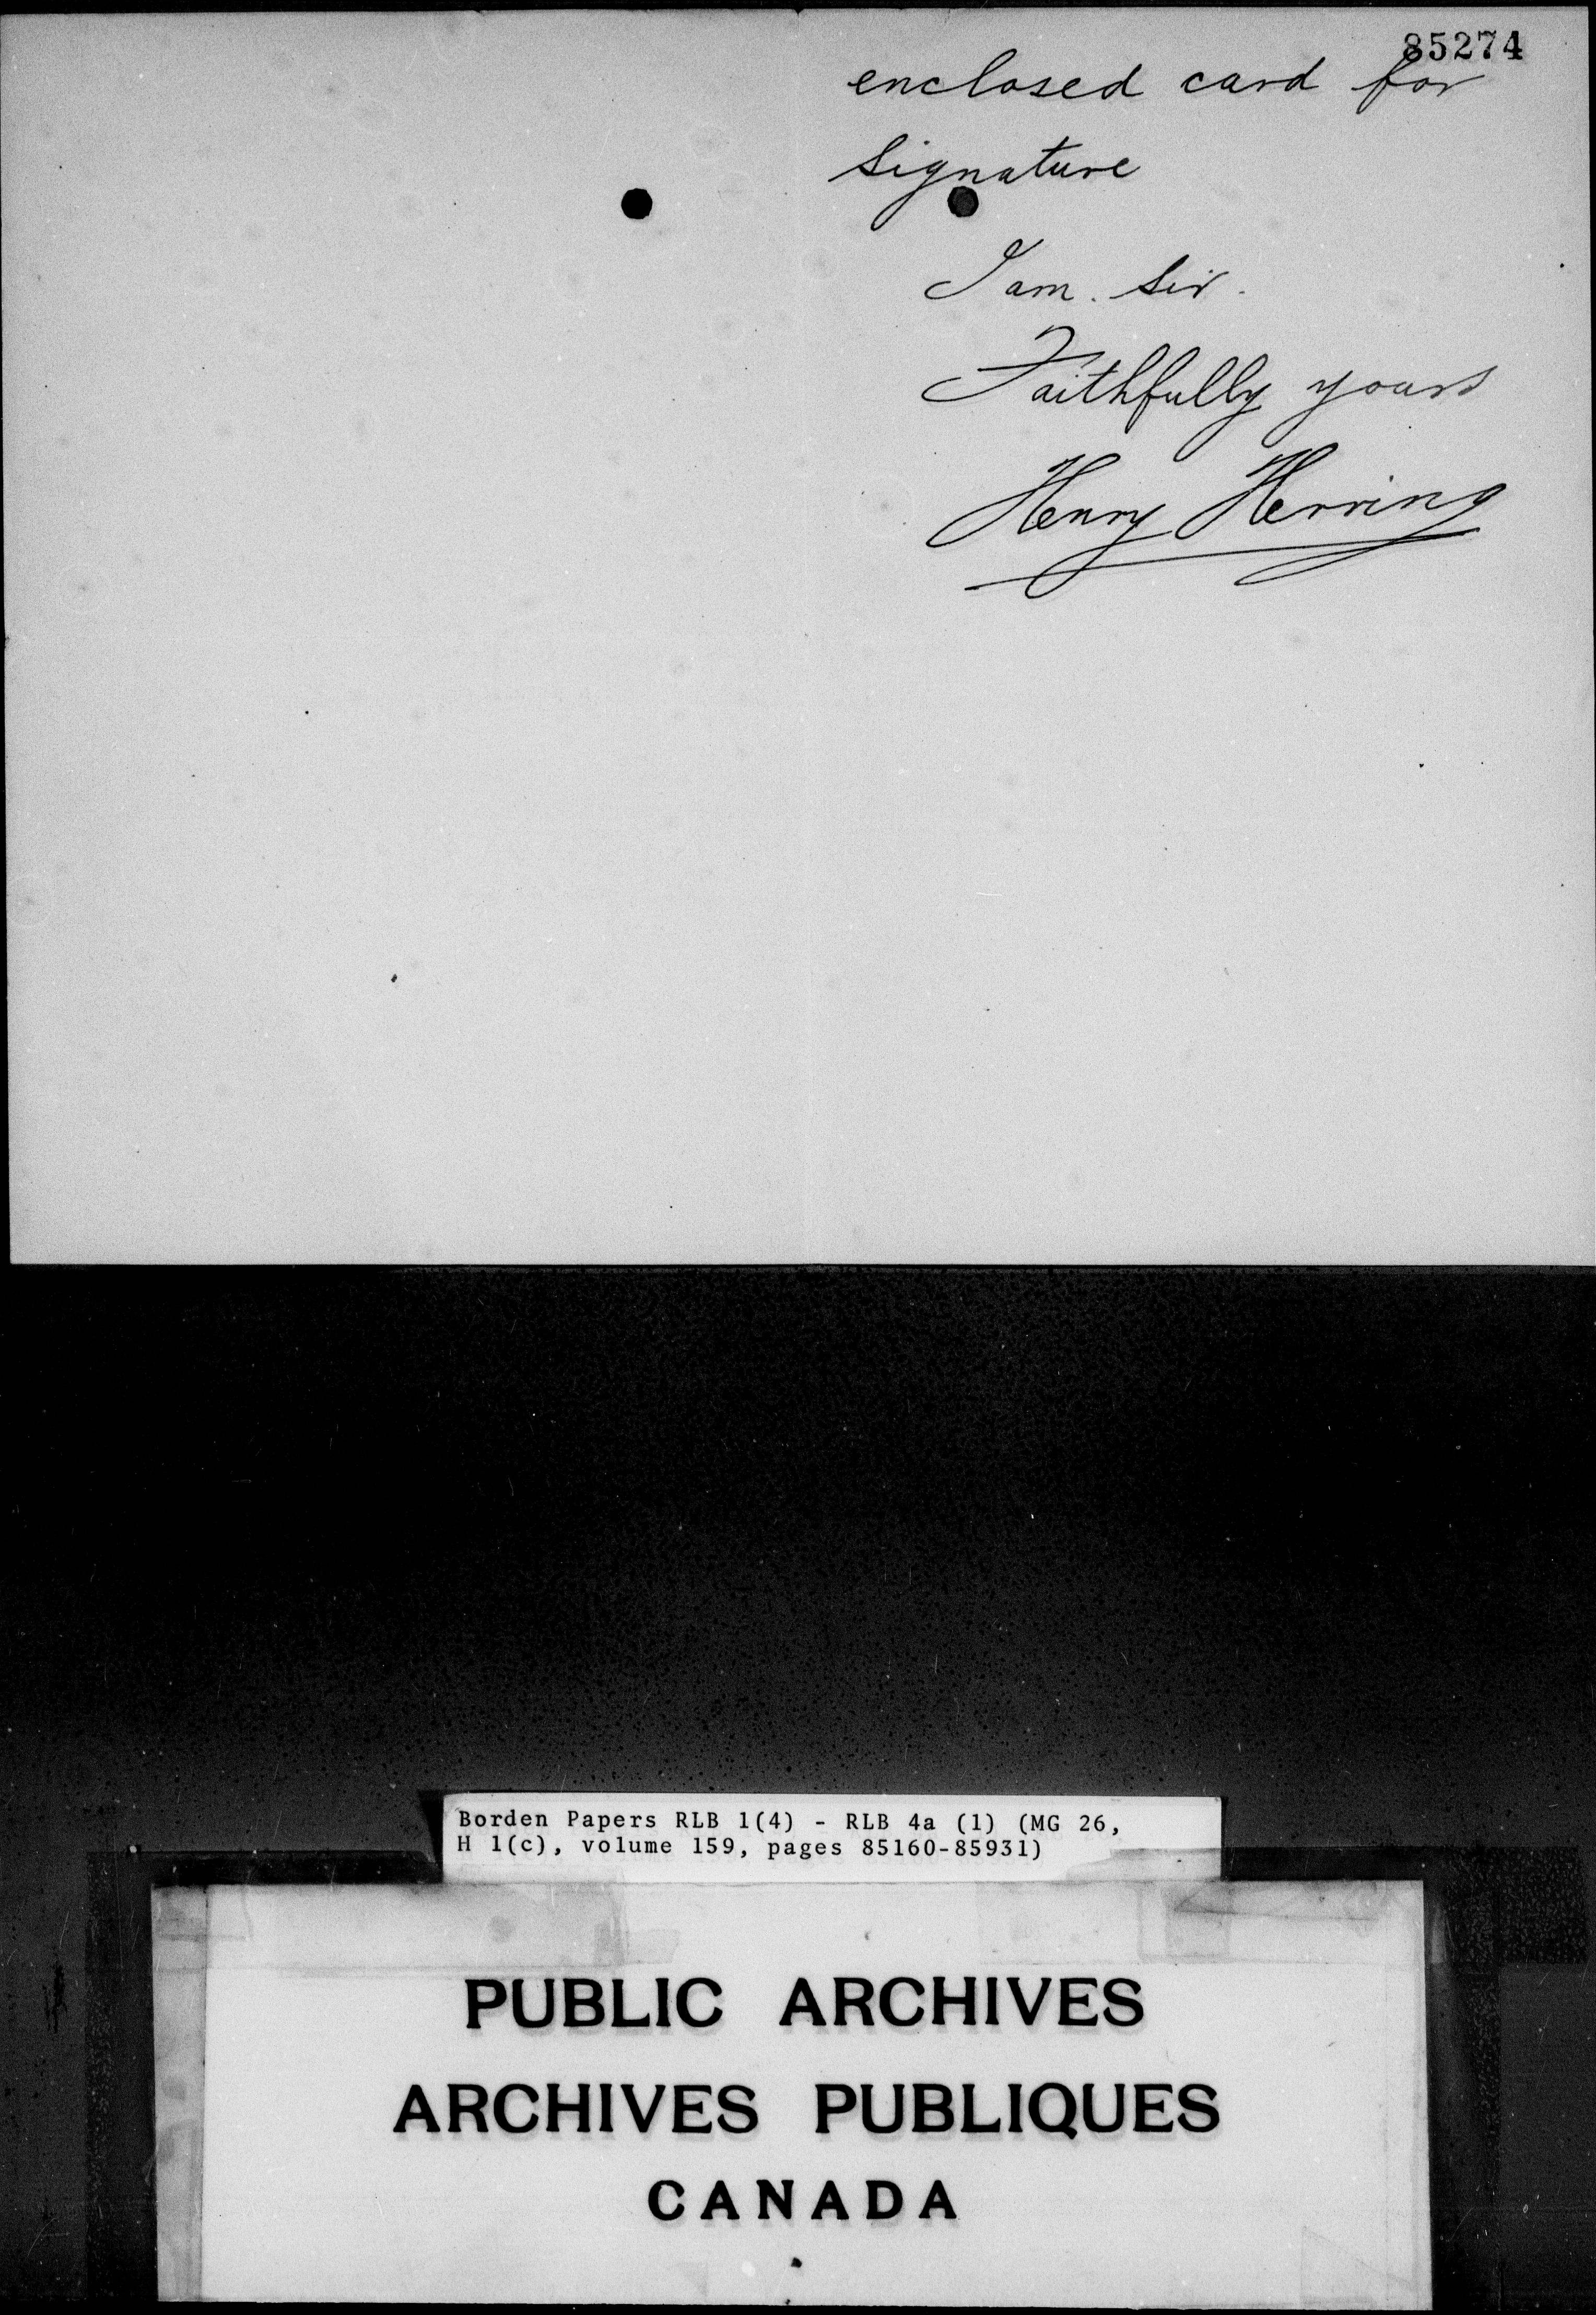 85274
enclosed card for
signature
I am. Sir.
Faithfully yours
Henry Herring
Borden Papers RLB 1(4) - RLB 4a (1) (MG 26,
H 1(c), volume 159, pages 85160-85931)
PUBLIC ARCHIVES
ARCHIVES PUBLIQUES
CANADA